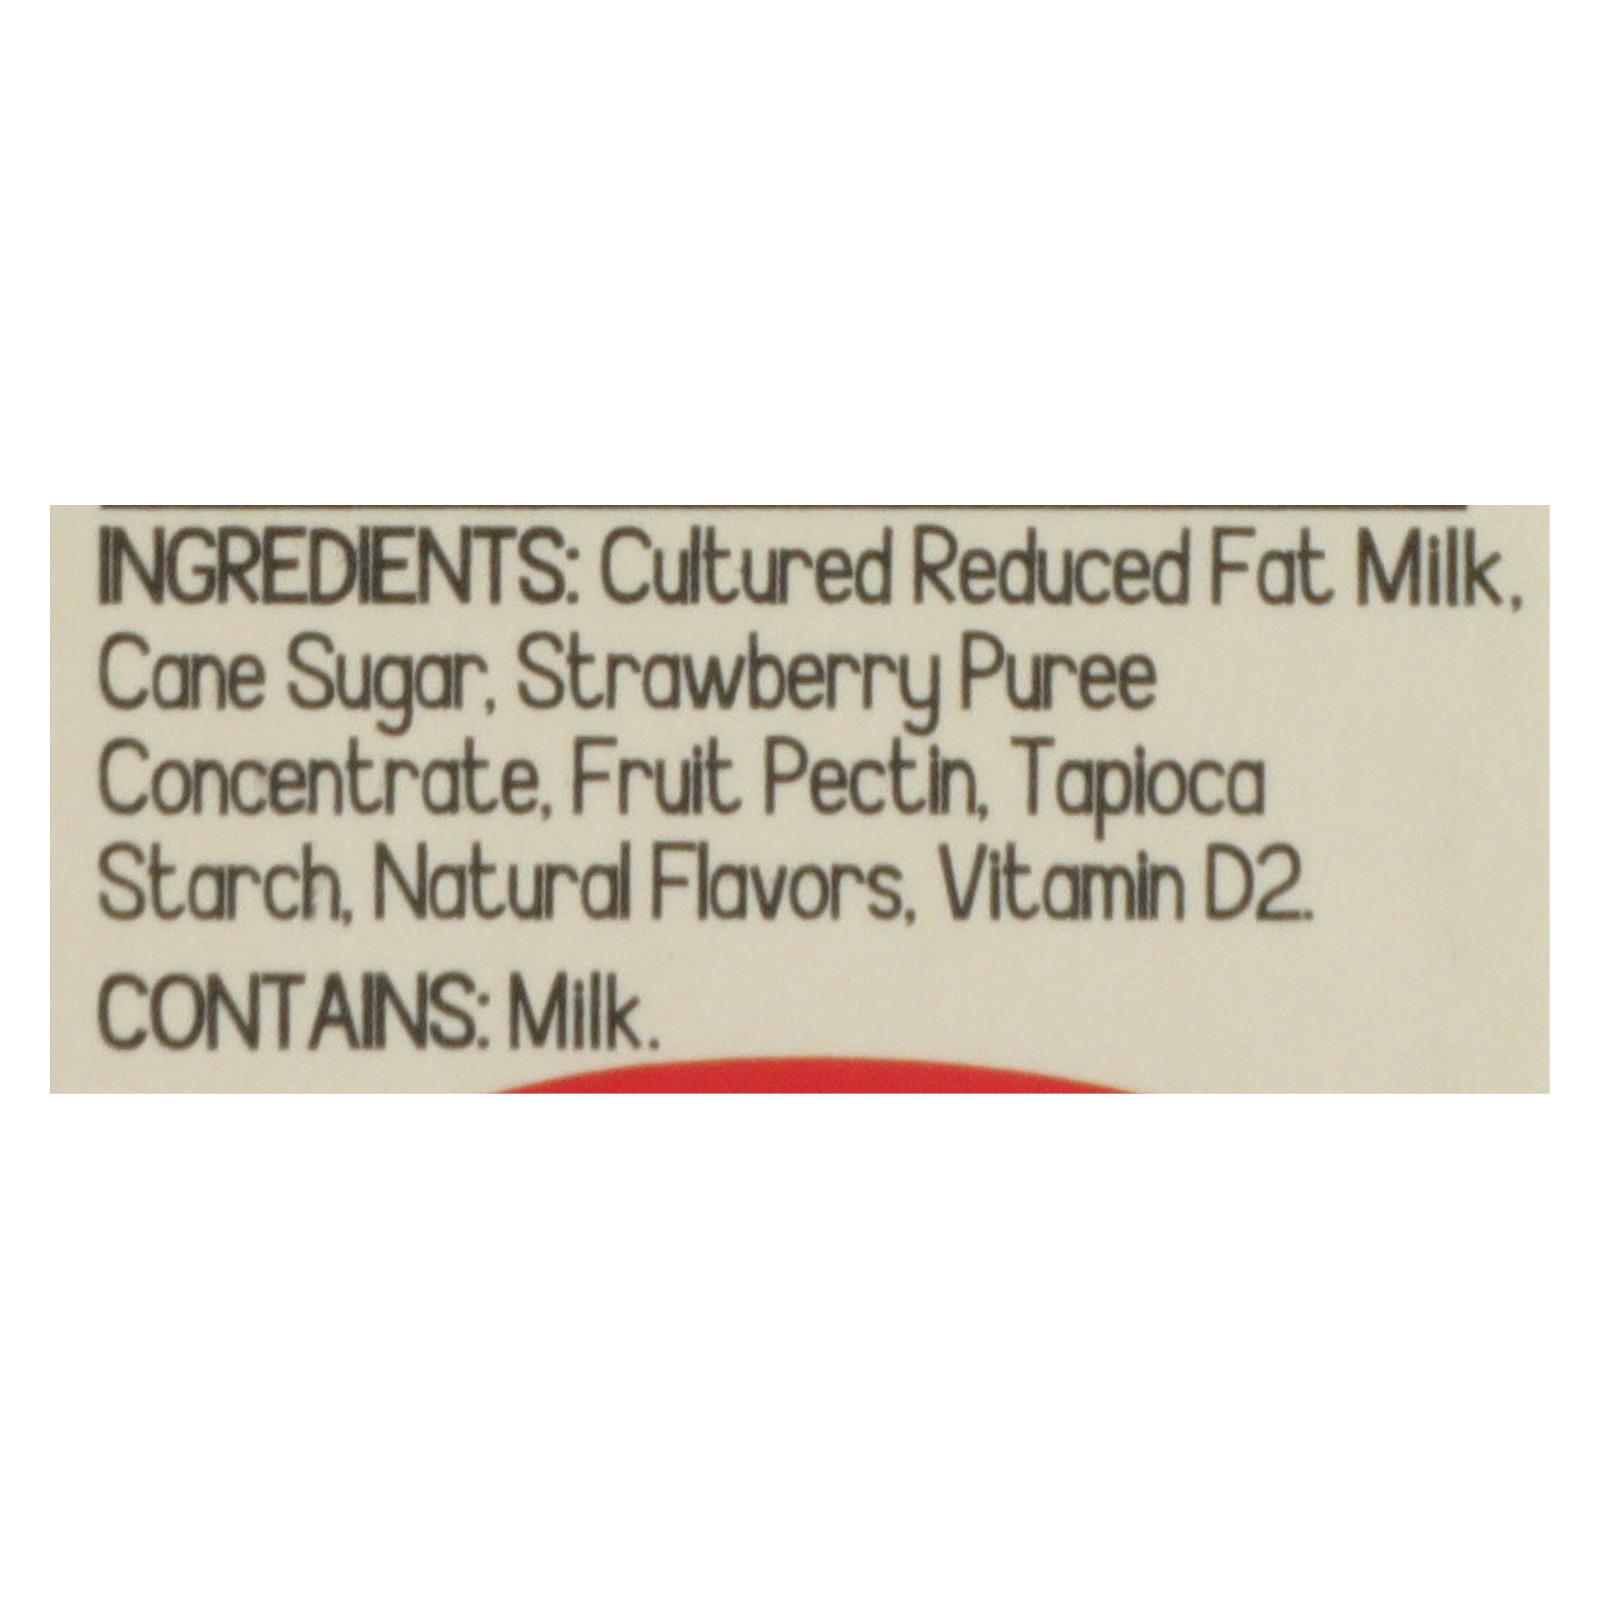 INGREDIENTS: Cultured Reduced Fat Milk,
Cane Sugar, Strawberry Puree
Concentrate, Fruit Pectin, Tapioca
Starch, Natural Flavors, Vitamin D2.
CONTAINS: Milk.